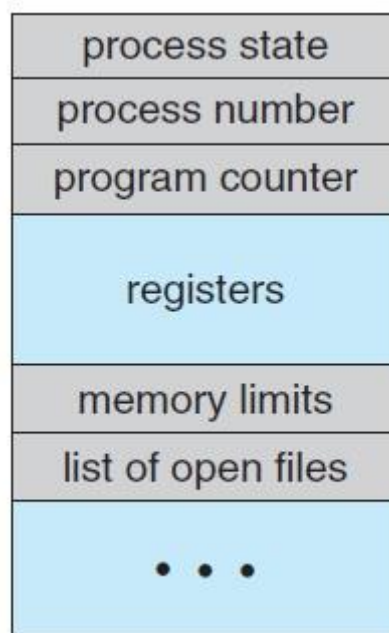 process state
process number
program counter
registers
memory limits
list of open files
• • •